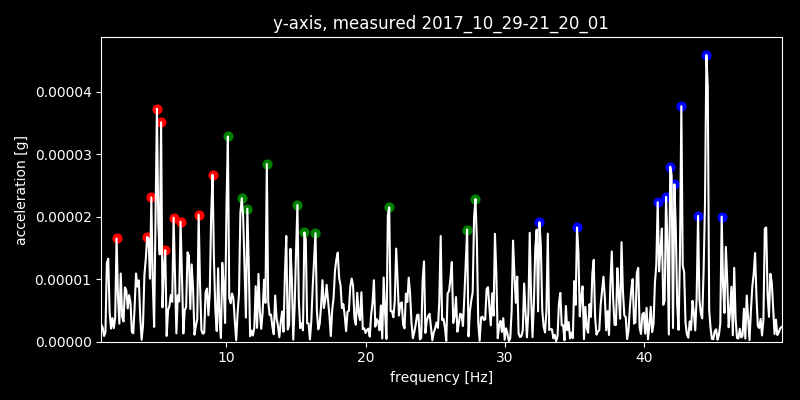 y-axis, measured 2017_10_29-21_20_01
acceleration [g]
0.00004
0.00003
0.00002
0.00001
0.00000
10 20 30 40
frequency [Hz]